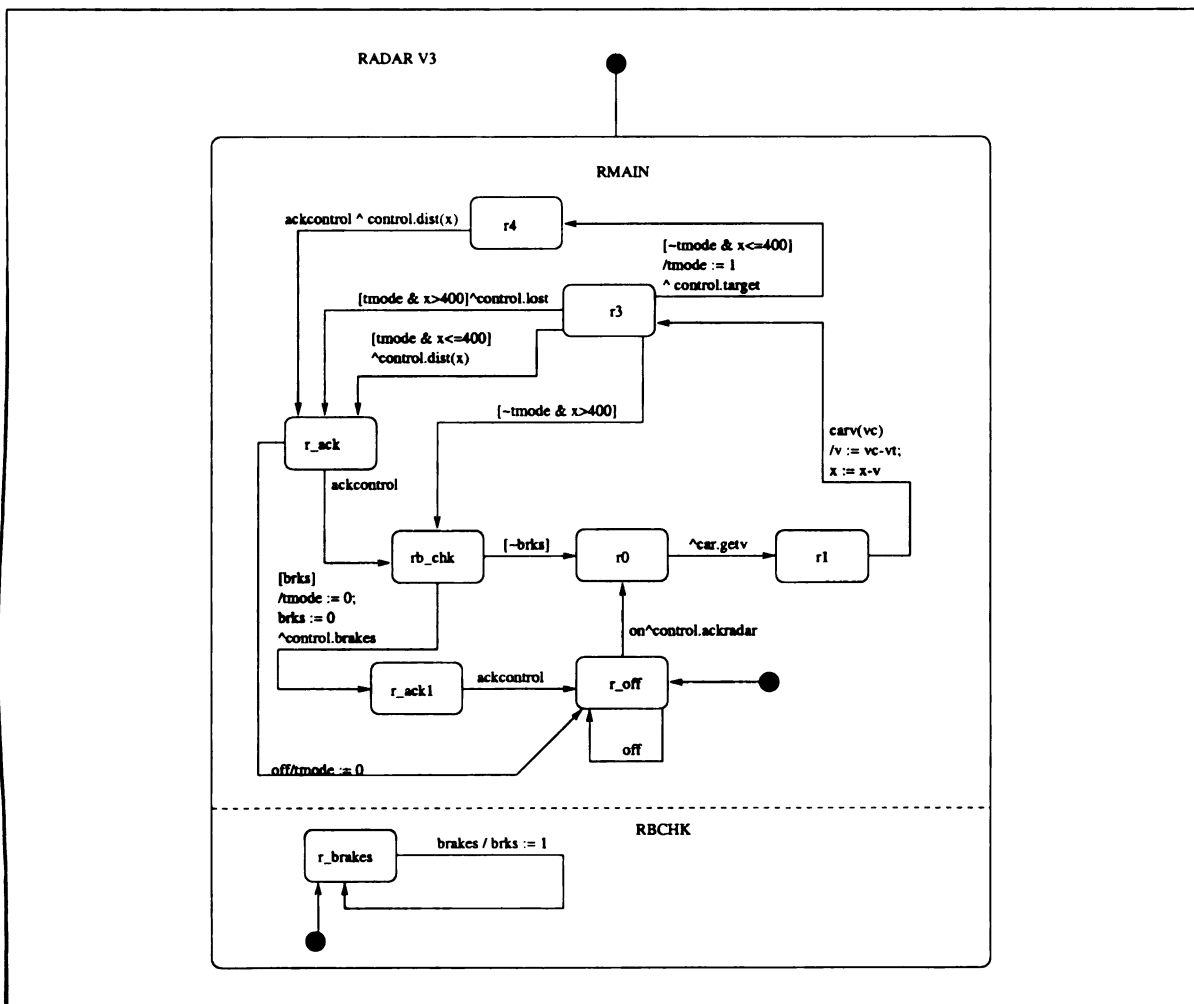 RADAR V3
RMAIN
ackcontrol ^ control.dist(x)
r4
[~tmode & x<=400]
/tmode := 1
^ control.target
[tmode & x>400]^control.lost
r3
[tmode & x<=400]
^control.dist(x)
[~tmode & x>400]
carv(vc)
/v := vc-vt;
x := x-v
r_ack
ackcontrol
rb_chk
[~brks]
r0
^car.getv
r1
[brks]
/tmode := 0;
brks := 0
^control.brakes
on^control.ackradar
r_ack1
ackcontrol
r_off
off
off/tmode := 0
RBCHK
r_brakes
brakes / brks := 1